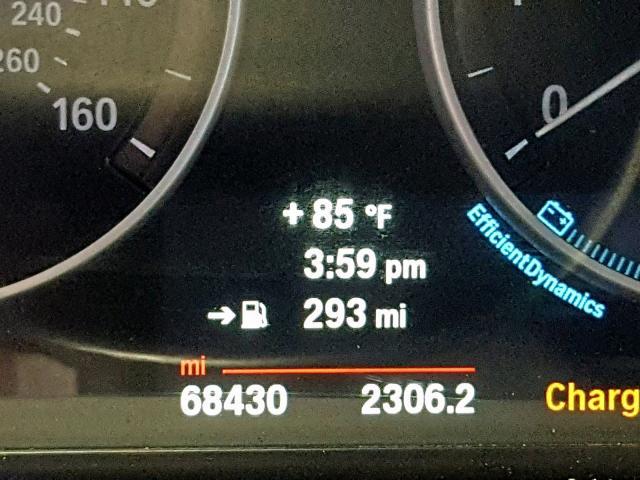 240
260
160
0
+ 85 °F
3:59 pm
293 mi
EfficientDynamics
mi
68430 2306.2
Charg